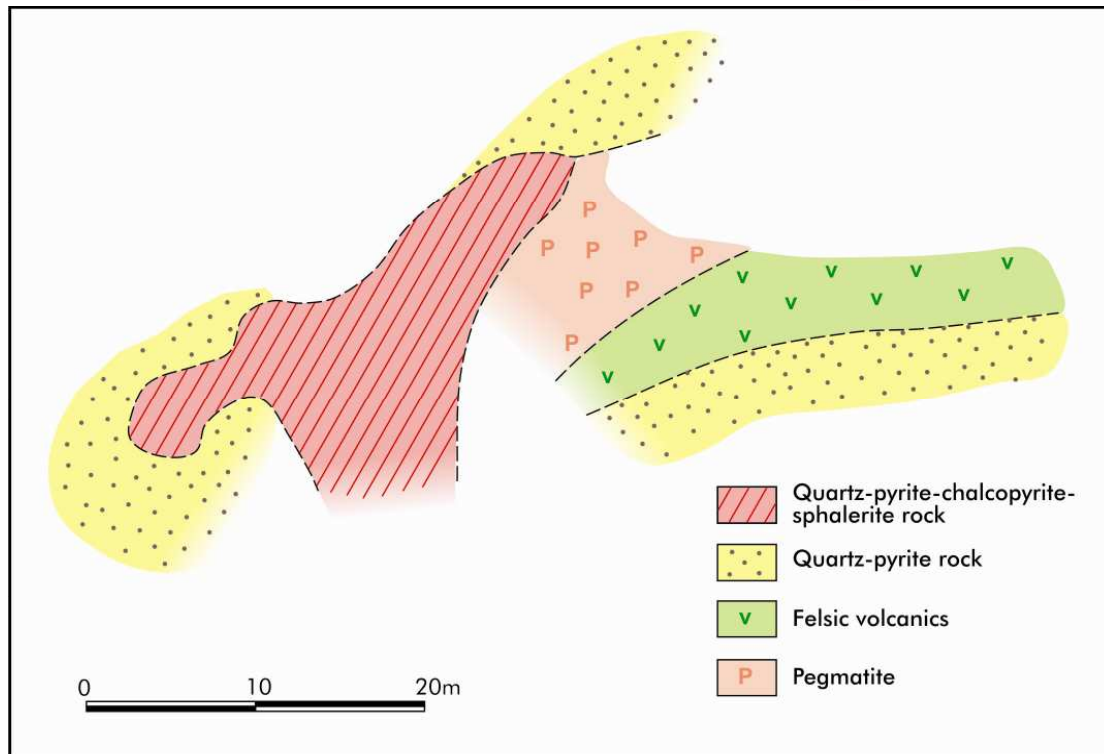 P
P P P P
P P
P
v v v v
v v v v
v v
v
Quartz-pyrite-chalcopyrite-
sphalerite rock
Quartz-pyrite rock
v Felsic volcanics
P Pegmatite
0 10 20m